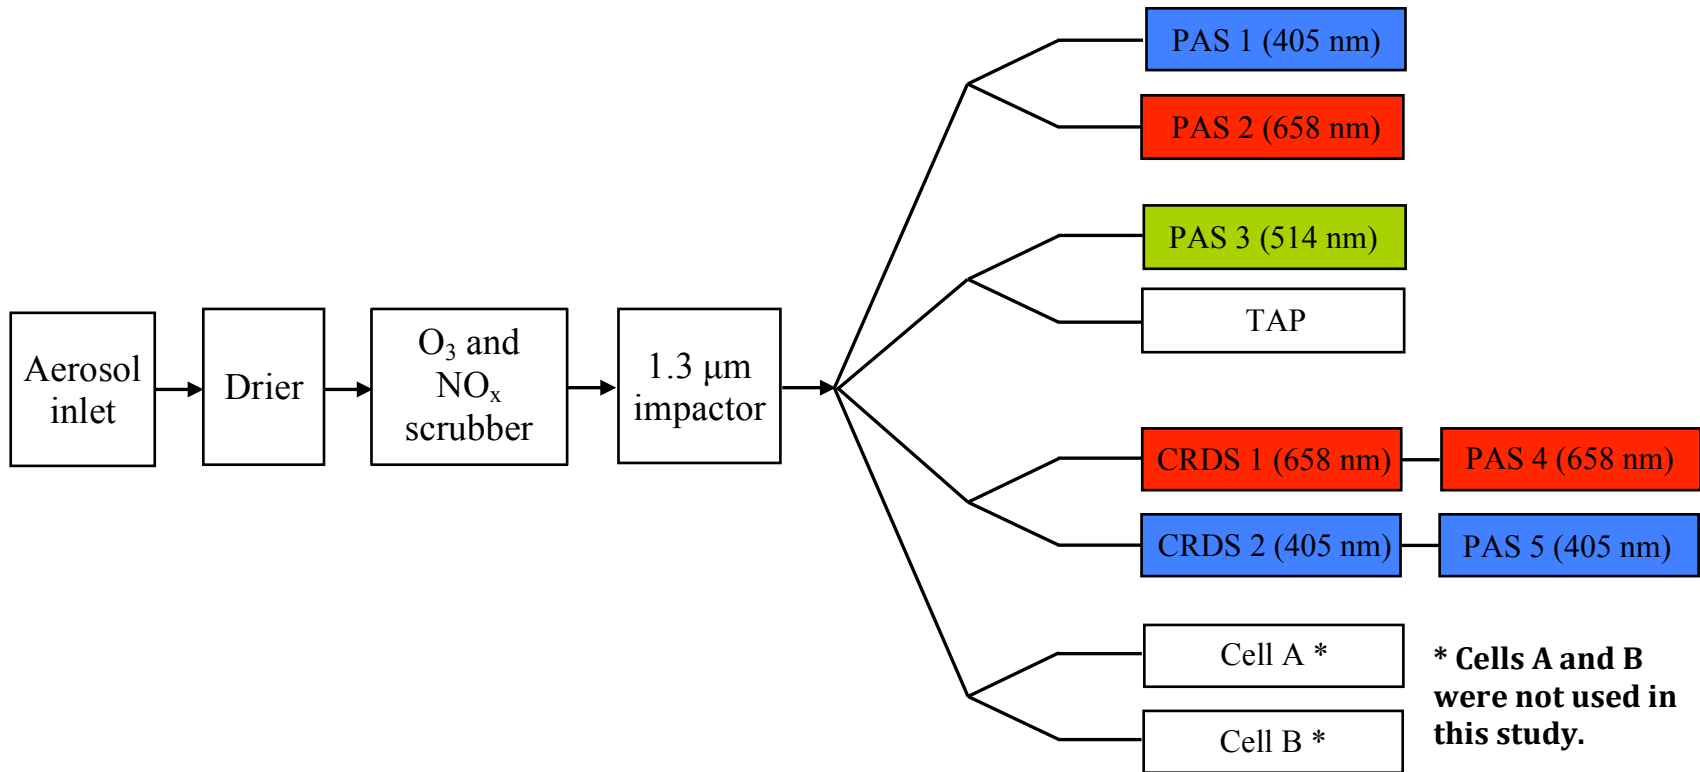 Aerosol
inlet
Drier
O₃ and
NOₓ
scrubber
1.3 μm
impactor
PAS 1 (405 nm)
PAS 2 (658 nm)
PAS 3 (514 nm)
TAP
CRDS 1 (658 nm)
PAS 4 (658 nm)
CRDS 2 (405 nm)
PAS 5 (405 nm)
Cell A *
Cell B *
* Cells A and B
were not used in
this study.